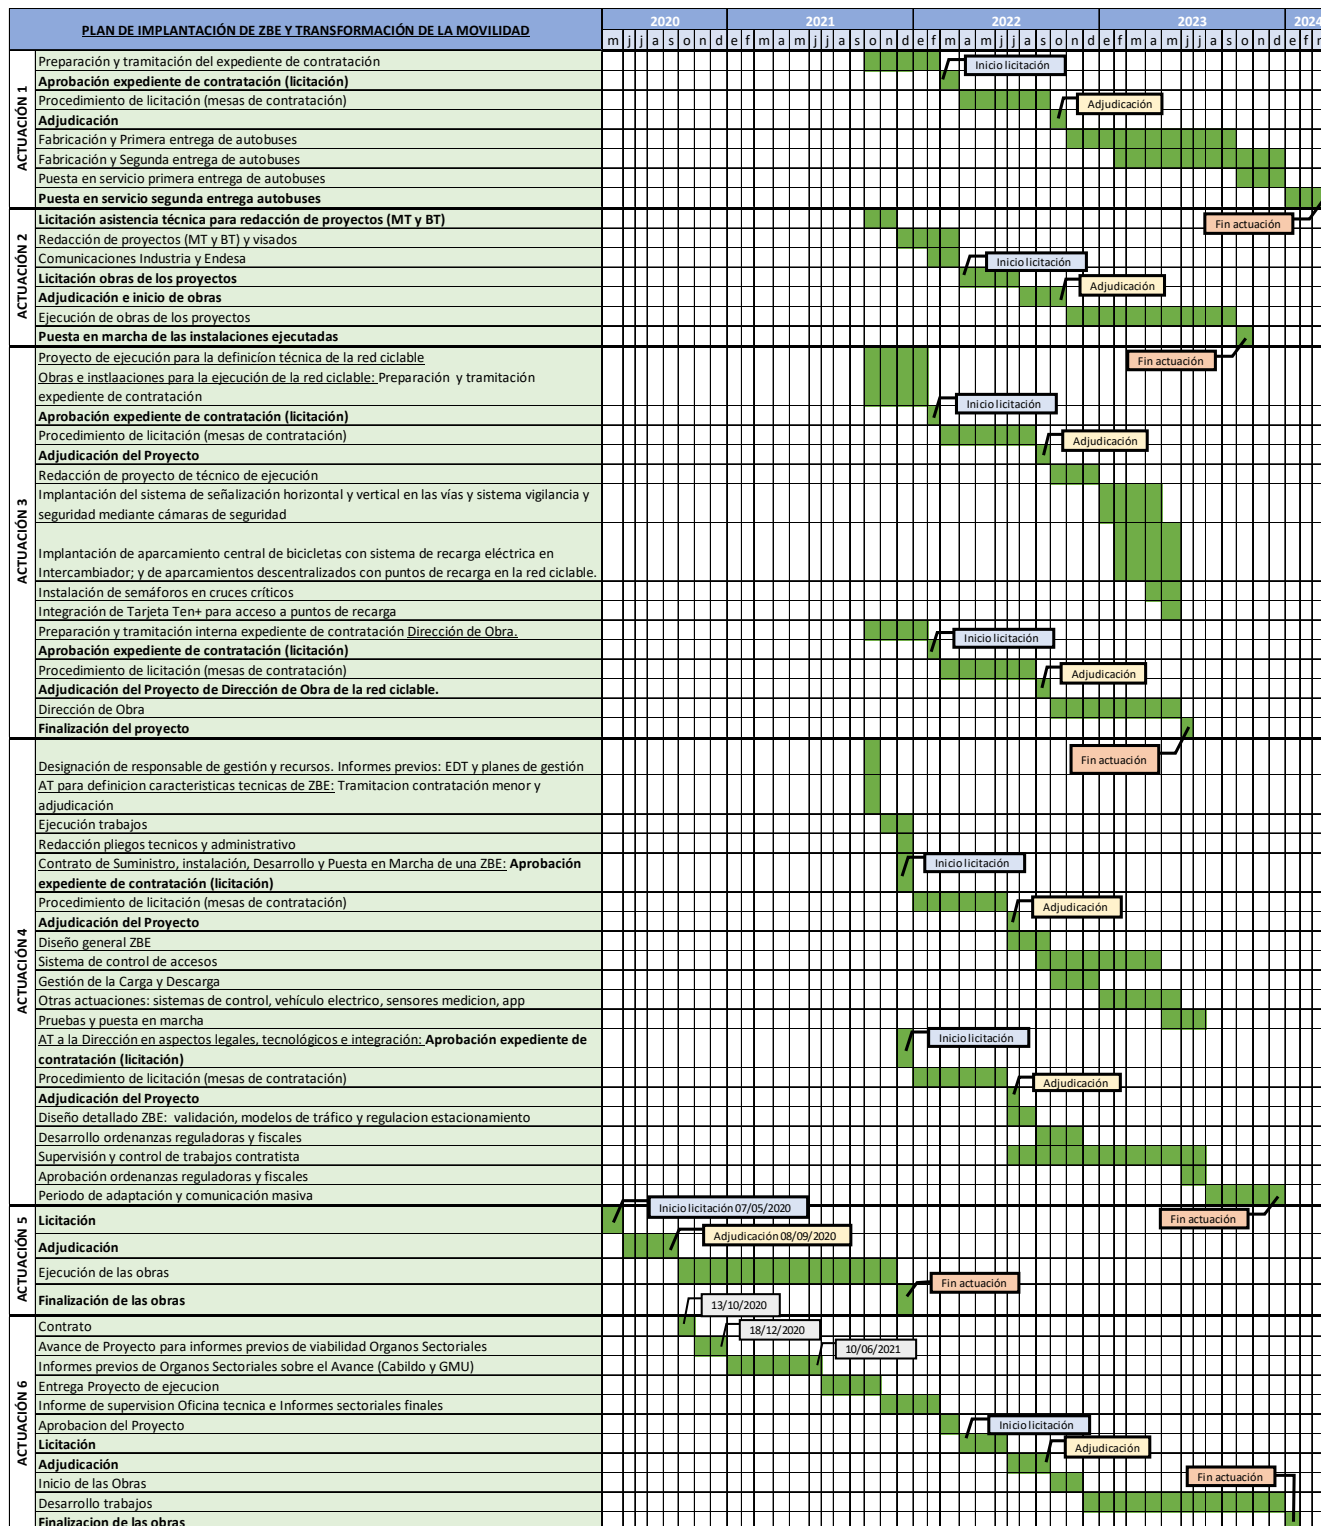 PLAN DE IMPLANTACIÓN DE ZBE Y TRANSFORMACIÓN DE LA MOVILIDAD
2020 2021 2022 2023 2024
m j j a s o n d e f m a m j j a s o n d e f m a m j j a s o n d e f m a m j j a s o n d e f m
ACTUACIÓN 1
Preparación y tramitación del expediente de contratación
Inicio licitación
Aprobación expediente de contratación (licitación)
Procedimiento de licitación (mesas de contratación)
Adjudicación
Adjudicación
Fabricación y Primera entrega de autobuses
Fabricación y Segunda entrega de autobuses
Puesta en servicio primera entrega de autobuses
Puesta en servicio segunda entrega autobuses
ACTUACIÓN 2
Licitación asistencia técnica para redacción de proyectos (MT y BT)
Fin actuación
Redacción de proyectos (MT y BT) y visados
Comunicaciones Industria y Endesa
Inicio licitación
Licitación obras de los proyectos
Adjudicación
Adjudicación e inicio de obras
Ejecución de obras de los proyectos
Puesta en marcha de las instalaciones ejecutadas
ACTUACIÓN 3
Proyecto de ejecución para la definicíon técnica de la red ciclable
Fin actuación
Obras e instlaaciones para la ejecución de la red ciclable: Preparación y tramitación
expediente de contratación
Inicio licitación
Aprobación expediente de contratación (licitación)
Procedimiento de licitación (mesas de contratación)
Adjudicación
Adjudicación del Proyecto
Redacción de proyecto de técnico de ejecución
Implantación del sistema de señalización horizontal y vertical en las vías y sistema vigilancia y
seguridad mediante cámaras de seguridad
Implantación de aparcamiento central de bicicletas con sistema de recarga eléctrica en
Intercambiador; y de aparcamientos descentralizados con puntos de recarga en la red ciclable.
Instalación de semáforos en cruces críticos
Integración de Tarjeta Ten+ para acceso a puntos de recarga
Preparación y tramitación interna expediente de contratación Dirección de Obra.
Inicio licitación
Aprobación expediente de contratación (licitación)
Procedimiento de licitación (mesas de contratación)
Adjudicación
Adjudicación del Proyecto de Dirección de Obra de la red ciclable.
Dirección de Obra
Finalización del proyecto
ACTUACIÓN 4
Fin actuación
Designación de responsable de gestión y recursos. Informes previos: EDT y planes de gestión
AT para definicion caracteristicas tecnicas de ZBE: Tramitacion contratación menor y
adjudicación
Ejecución trabajos
Redacción pliegos tecnicos y administrativo
Contrato de Suministro, instalación, Desarrollo y Puesta en Marcha de una ZBE: Aprobación
Inicio licitación
expediente de contratación (licitación)
Procedimiento de licitación (mesas de contratación)
Adjudicación
Adjudicación del Proyecto
Diseño general ZBE
Sistema de control de accesos
Gestión de la Carga y Descarga
Otras actuaciones: sistemas de control, vehículo electrico, sensores medicion, app
Pruebas y puesta en marcha
AT a la Dirección en aspectos legales, tecnológicos e integración: Aprobación expediente de
Inicio licitación
contratación (licitación)
Procedimiento de licitación (mesas de contratación)
Adjudicación
Adjudicación del Proyecto
Diseño detallado ZBE: validación, modelos de tráfico y regulacion estacionamiento
Desarrollo ordenanzas reguladoras y fiscales
Supervisión y control de trabajos contratista
Aprobación ordenanzas reguladoras y fiscales
Periodo de adaptación y comunicación masiva
Inicio licitación 07/05/2020
ACTUACIÓN 5
Licitación
Fin actuación
Adjudicación 08/09/2020
Adjudicación
Ejecución de las obras
Fin actuación
Finalización de las obras
13/10/2020
ACTUACIÓN 6
Contrato
18/12/2020
Avance de Proyecto para informes previos de viabilidad Organos Sectoriales
10/06/2021
Informes previos de Organos Sectoriales sobre el Avance (Cabildo y GMU)
Entrega Proyecto de ejecucion
Informe de supervision Oficina tecnica e Informes sectoriales finales
Aprobacion del Proyecto
Inicio licitación
Licitación
Adjudicación
Adjudicación
Inicio de las Obras
Fin actuación
Desarrollo trabajos
Finalizacion de las obras